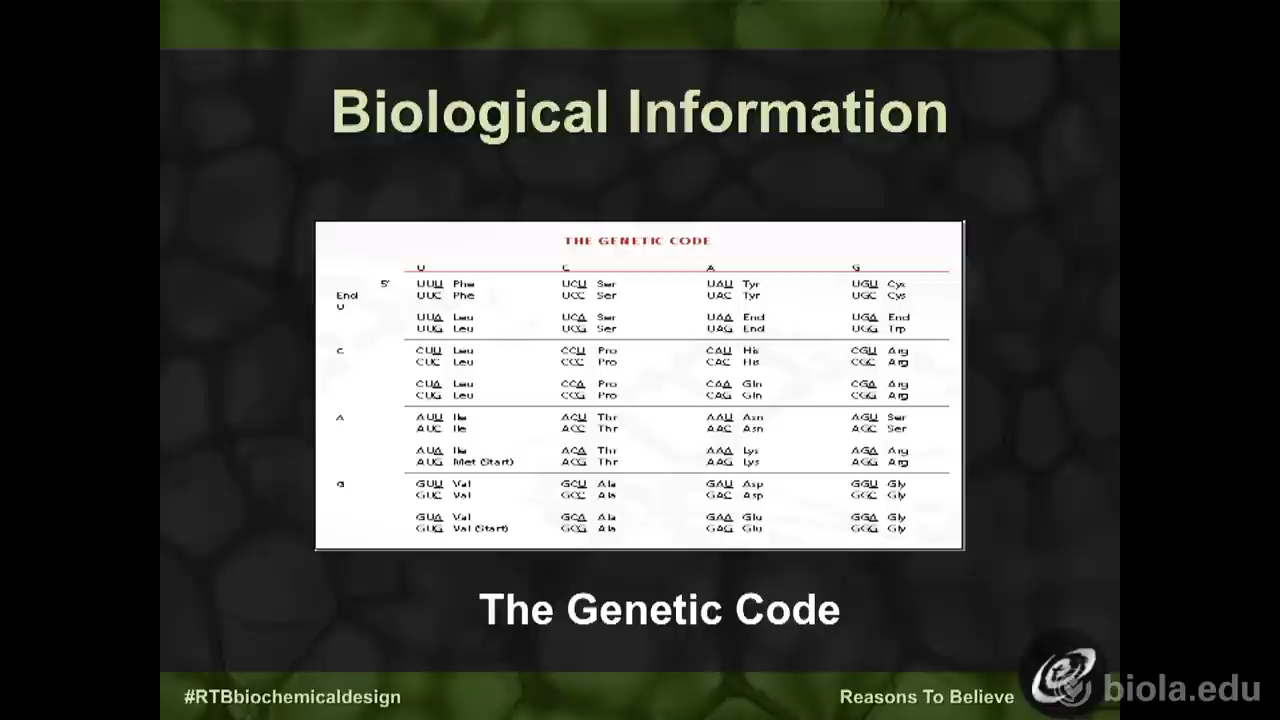 Biological Information
THE GENETIC CODE
U C A G
5' UUU Phe UCU Ser UAU Tyr UGU Cys
End UUC Phe UCC Ser UAC Tyr UGC Cys
U
UUA Leu UCA Ser UAA End UGA End
UUG Leu UCG Ser UAG End UGG Trp
C CUU Leu CCU Pro CAU His CGU Arg
CUC Leu CCC Pro CAC His CGC Arg
CUA Leu CCA Pro CAA Gln CGA Arg
CUG Leu CCG Pro CAG Gln CGG Arg
A AUU Ile ACU Thr AAU Asn AGU Ser
AUC Ile ACC Thr AAC Asn AGC Ser
AUA Ile ACA Thr AAA Lys AGA Arg
AUG Met (Start) ACG Thr AAG Lys AGG Arg
G GUU Val GCU Ala GAU Asp GGU Gly
GUC Val GCC Ala GAC Asp GGC Gly
GUA Val GCA Ala GAA Glu GGA Gly
GUG Val (Start) GCG Ala GAG Glu GGG Gly
The Genetic Code
#RTBbiochemicaldesign
Reasons To Believe
biola.edu